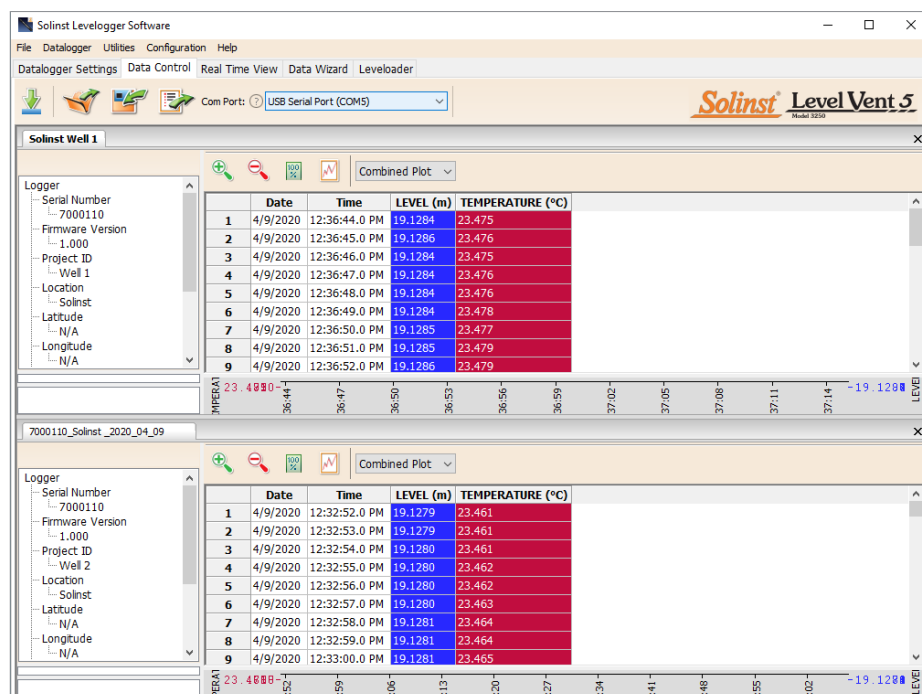 Solinst Levelogger Software
File Datalogger Utilities Configuration Help
Datalogger Settings Data Control Real Time View Data Wizard Leveloader
Com Port: ? USB Serial Port (COM5)
Solinst® LevelVent 5
Model 3250
Solinst Well 1
100 %
Combined Plot
Logger
Serial Number
7000110
Firmware Version
1.000
Project ID
Well 1
Location
Solinst
Latitude
N/A
Longitude
N/A
Date Time LEVEL (m) TEMPERATURE (°C)
1 4/9/2020 12:36:44.0 PM 19.1284 23.475
2 4/9/2020 12:36:45.0 PM 19.1286 23.476
3 4/9/2020 12:36:46.0 PM 19.1284 23.475
4 4/9/2020 12:36:47.0 PM 19.1284 23.476
5 4/9/2020 12:36:48.0 PM 19.1284 23.476
6 4/9/2020 12:36:49.0 PM 19.1284 23.478
7 4/9/2020 12:36:50.0 PM 19.1285 23.477
8 4/9/2020 12:36:51.0 PM 19.1285 23.479
9 4/9/2020 12:36:52.0 PM 19.1286 23.479
MPERA
36:44 36:47 36:50 36:53 36:56 36:59 37:02 37:05 37:08 37:11 37:14
LEVEL
7000110_Solinst _2020_04_09
100 %
Combined Plot
Logger
Serial Number
7000110
Firmware Version
1.000
Project ID
Well 2
Location
Solinst
Latitude
N/A
Longitude
N/A
Date Time LEVEL (m) TEMPERATURE (°C)
1 4/9/2020 12:32:52.0 PM 19.1279 23.461
2 4/9/2020 12:32:53.0 PM 19.1279 23.461
3 4/9/2020 12:32:54.0 PM 19.1280 23.461
4 4/9/2020 12:32:55.0 PM 19.1280 23.462
5 4/9/2020 12:32:56.0 PM 19.1280 23.462
6 4/9/2020 12:32:57.0 PM 19.1280 23.463
7 4/9/2020 12:32:58.0 PM 19.1281 23.464
8 4/9/2020 12:32:59.0 PM 19.1281 23.464
9 4/9/2020 12:33:00.0 PM 19.1281 23.465